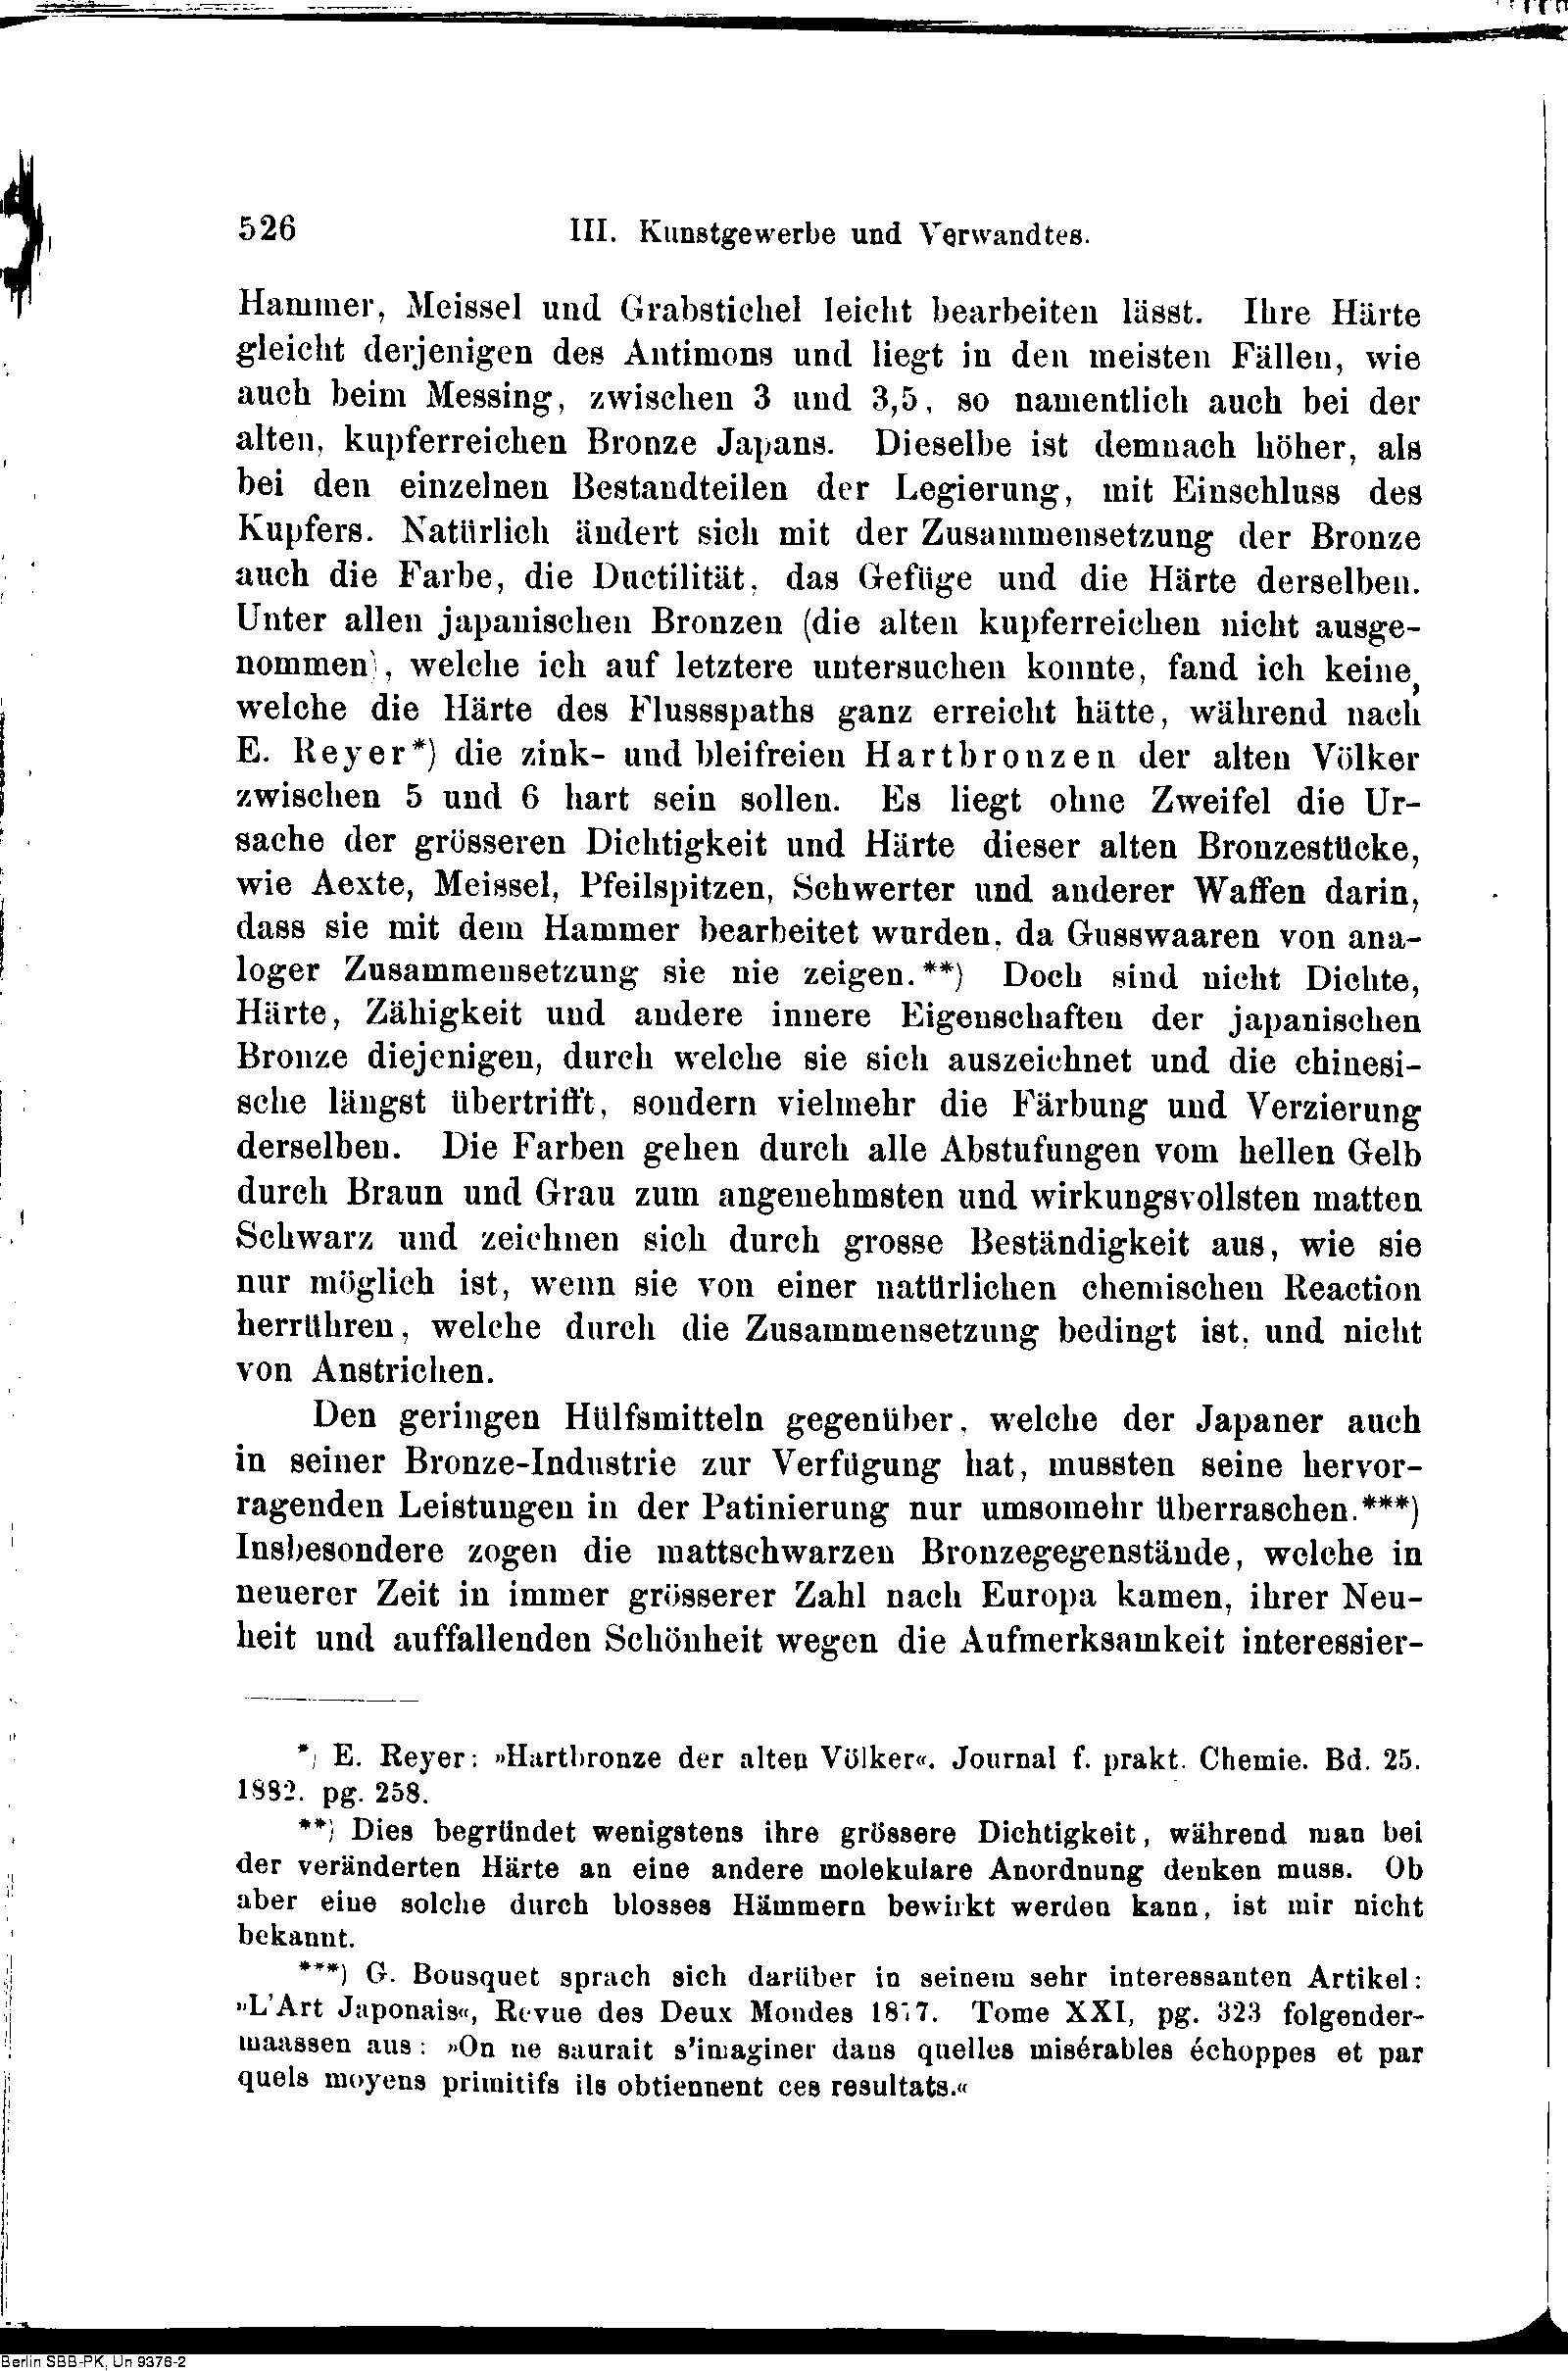 526 III. Kunstgewerbe und Verwandtes.
Hammer, Meissel und Grabstichel leicht bearbeiten lässt. Ihre Härte
gleicht derjenigen des Antimons und liegt in den meisten Fällen, wie
auch beim Messing, zwischen 3 und 3,5, so namentlich auch bei der
alten, kupferreichen Bronze Japans. Dieselbe ist demnach höher, als
bei den einzelnen Bestandteilen der Legierung, mit Einschluss des
Kupfers. Natürlich ändert sich mit der Zusammensetzung der Bronze
auch die Farbe, die Ductilität, das Gefüge und die Härte derselben.
Unter allen japanischen Bronzen (die alten kupferreichen nicht ausge-
nommen), welche ich auf letztere untersuchen konnte, fand ich keine,
welche die Härte des Flussspaths ganz erreicht hätte, während nach
E. Reyer*) die zink- und bleifreien Hartbronzen der alten Völker
zwischen 5 und 6 hart sein sollen. Es liegt ohne Zweifel die Ur-
sache der grösseren Dichtigkeit und Härte dieser alten Bronzestücke,
wie Aexte, Meissel, Pfeilspitzen, Schwerter und anderer Waffen darin,
dass sie mit dem Hammer bearbeitet wurden, da Gusswaaren von ana-
loger Zusammensetzung sie nie zeigen.**) Doch sind nicht Dichte,
Härte, Zähigkeit und andere innere Eigenschaften der japanischen
Bronze diejenigen, durch welche sie sich auszeichnet und die chinesi-
sche längst übertrifft, sondern vielmehr die Färbung und Verzierung
derselben. Die Farben gehen durch alle Abstufungen vom hellen Gelb
durch Braun und Grau zum angenehmsten und wirkungsvollsten matten
Schwarz und zeichnen sich durch grosse Beständigkeit aus, wie sie
nur möglich ist, wenn sie von einer natürlichen chemischen Reaction
herrühren, welche durch die Zusammensetzung bedingt ist, und nicht
von Anstrichen.
Den geringen Hülfsmitteln gegenüber, welche der Japaner auch
in seiner Bronze-Industrie zur Verfügung hat, mussten seine hervor-
ragenden Leistungen in der Patinierung nur umsomehr überraschen.***)
Insbesondere zogen die mattschwarzen Bronzegegenstände, welche in
neuerer Zeit in immer grösserer Zahl nach Europa kamen, ihrer Neu-
heit und auffallenden Schönheit wegen die Aufmerksamkeit interessier-
*) E. Reyer: »Hartbronze der alten Völker«. Journal f. prakt. Chemie. Bd. 25.
1882. pg. 258.
**) Dies begründet wenigstens ihre grössere Dichtigkeit, während man bei
der veränderten Härte an eine andere molekulare Anordnung denken muss. Ob
aber eine solche durch blosses Hämmern bewirkt werden kann, ist mir nicht
bekannt.
***) G. Bousquet sprach sich darüber in seinem sehr interessanten Artikel:
»L'Art Japonais«, Revue des Deux Mondes 1877. Tome XXI, pg. 323 folgender-
maassen aus: »On ne saurait s'imaginer dans quelles misérables échoppes et par
quels moyens primitifs ils obtiennent ces resultats.«
Berlin SBB-PK, Un 9376-2